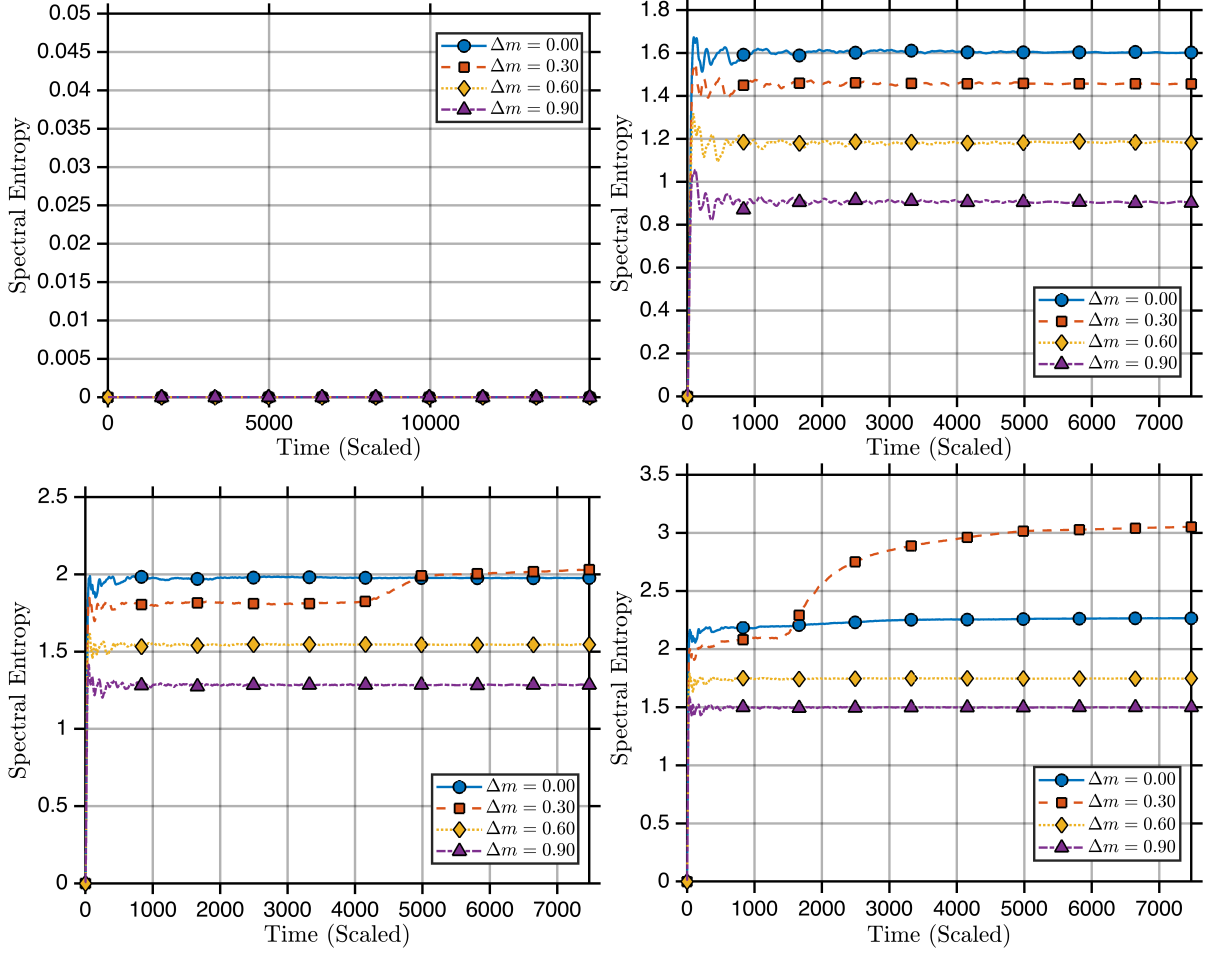 0.05
0.045
0.04
0.035
0.03
0.025
0.02
0.015
0.01
0.005
0
Spectral Entropy
Δm = 0.00
Δm = 0.30
Δm = 0.60
Δm = 0.90
0 5000 10000
Time (Scaled)
1.8
1.6
1.4
1.2
1
0.8
0.6
0.4
0.2
0
Spectral Entropy
Δm = 0.00
Δm = 0.30
Δm = 0.60
Δm = 0.90
0 1000 2000 3000 4000 5000 6000 7000
Time (Scaled)
2.5
2
1.5
1
0.5
0
Spectral Entropy
Δm = 0.00
Δm = 0.30
Δm = 0.60
Δm = 0.90
0 1000 2000 3000 4000 5000 6000 7000
Time (Scaled)
3.5
3
2.5
2
1.5
1
0.5
0
Spectral Entropy
Δm = 0.00
Δm = 0.30
Δm = 0.60
Δm = 0.90
0 1000 2000 3000 4000 5000 6000 7000
Time (Scaled)